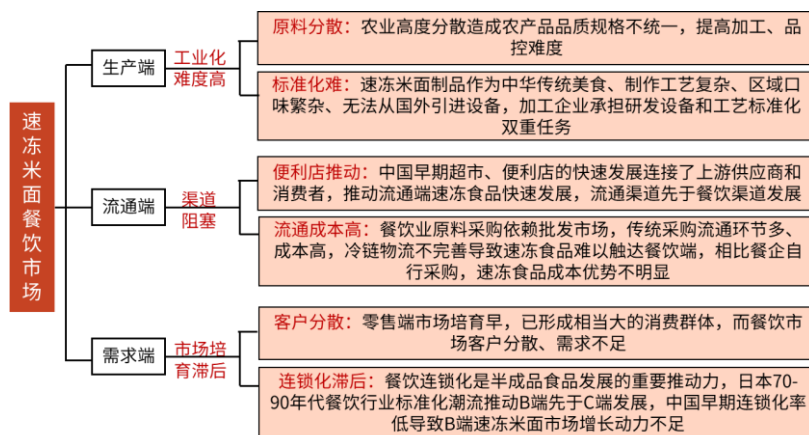 速冻米面餐饮市场
生产端
工业化
难度高
原料分散：农业高度分散造成农产品品质规格不统一，提高加工、品
控难度
标准化难：速冻米面制品作为中华传统美食、制作工艺复杂、区域口
味繁杂、无法从国外引进设备，加工企业承担研发设备和工艺标准化
双重任务
流通端
渠道
阻塞
便利店推动：中国早期超市、便利店的快速发展连接了上游供应商和
消费者，推动流通端速冻食品快速发展，流通渠道先于餐饮渠道发展
流通成本高：餐饮业原料采购依赖批发市场，传统采购流通环节多、
成本高，冷链物流不完善导致速冻食品难以触达餐饮端，相比餐企自
行采购，速冻食品成本优势不明显
需求端
市场培
育滞后
客户分散：零售端市场培育早，已形成相当大的消费群体，而餐饮市
场客户分散、需求不足
连锁化滞后：餐饮连锁化是半成品食品发展的重要推动力，日本70-
90年代餐饮行业标准化潮流推动B端先于C端发展，中国早期连锁化率
低导致B端速冻米面市场增长动力不足